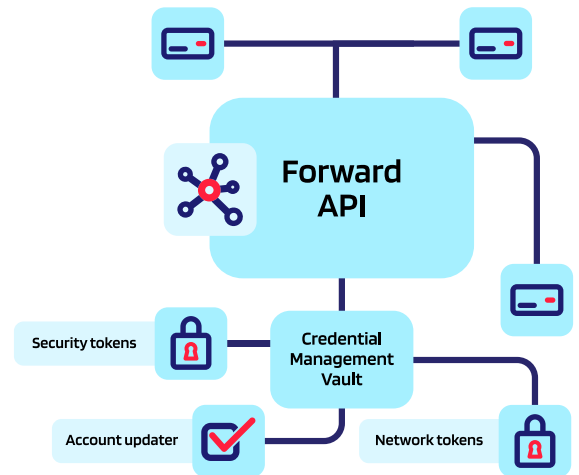 Forward
API
Credential
Management
Vault
Security tokens
Account updater
Network tokens